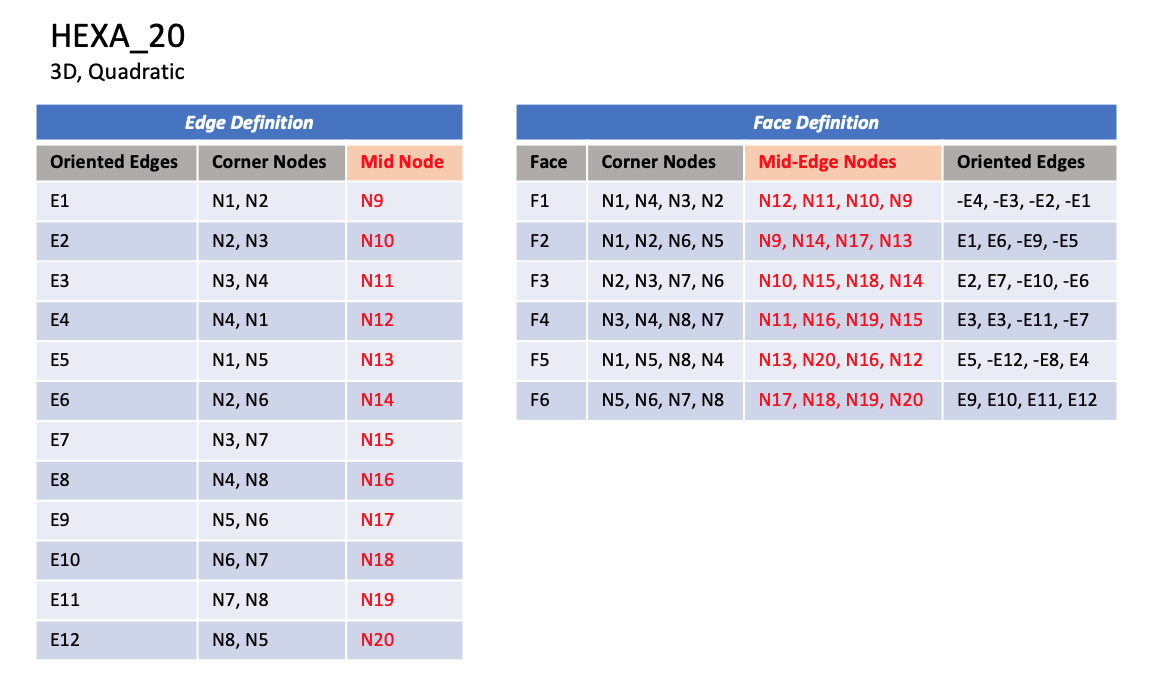 HEXA_20
3D, Quadratic
Edge Definition
Oriented Edges Corner Nodes Mid Node
E1 N1, N2 N9
E2 N2, N3 N10
E3 N3, N4 N11
E4 N4, N1 N12
E5 N1, N5 N13
E6 N2, N6 N14
E7 N3, N7 N15
E8 N4, N8 N16
E9 N5, N6 N17
E10 N6, N7 N18
E11 N7, N8 N19
E12 N8, N5 N20
Face Definition
Face Corner Nodes Mid-Edge Nodes Oriented Edges
F1 N1, N4, N3, N2 N12, N11, N10, N9 -E4, -E3, -E2, -E1
F2 N1, N2, N6, N5 N9, N14, N17, N13 E1, E6, -E9, -E5
F3 N2, N3, N7, N6 N10, N15, N18, N14 E2, E7, -E10, -E6
F4 N3, N4, N8, N7 N11, N16, N19, N15 E3, E3, -E11, -E7
F5 N1, N5, N8, N4 N13, N20, N16, N12 E5, -E12, -E8, E4
F6 N5, N6, N7, N8 N17, N18, N19, N20 E9, E10, E11, E12